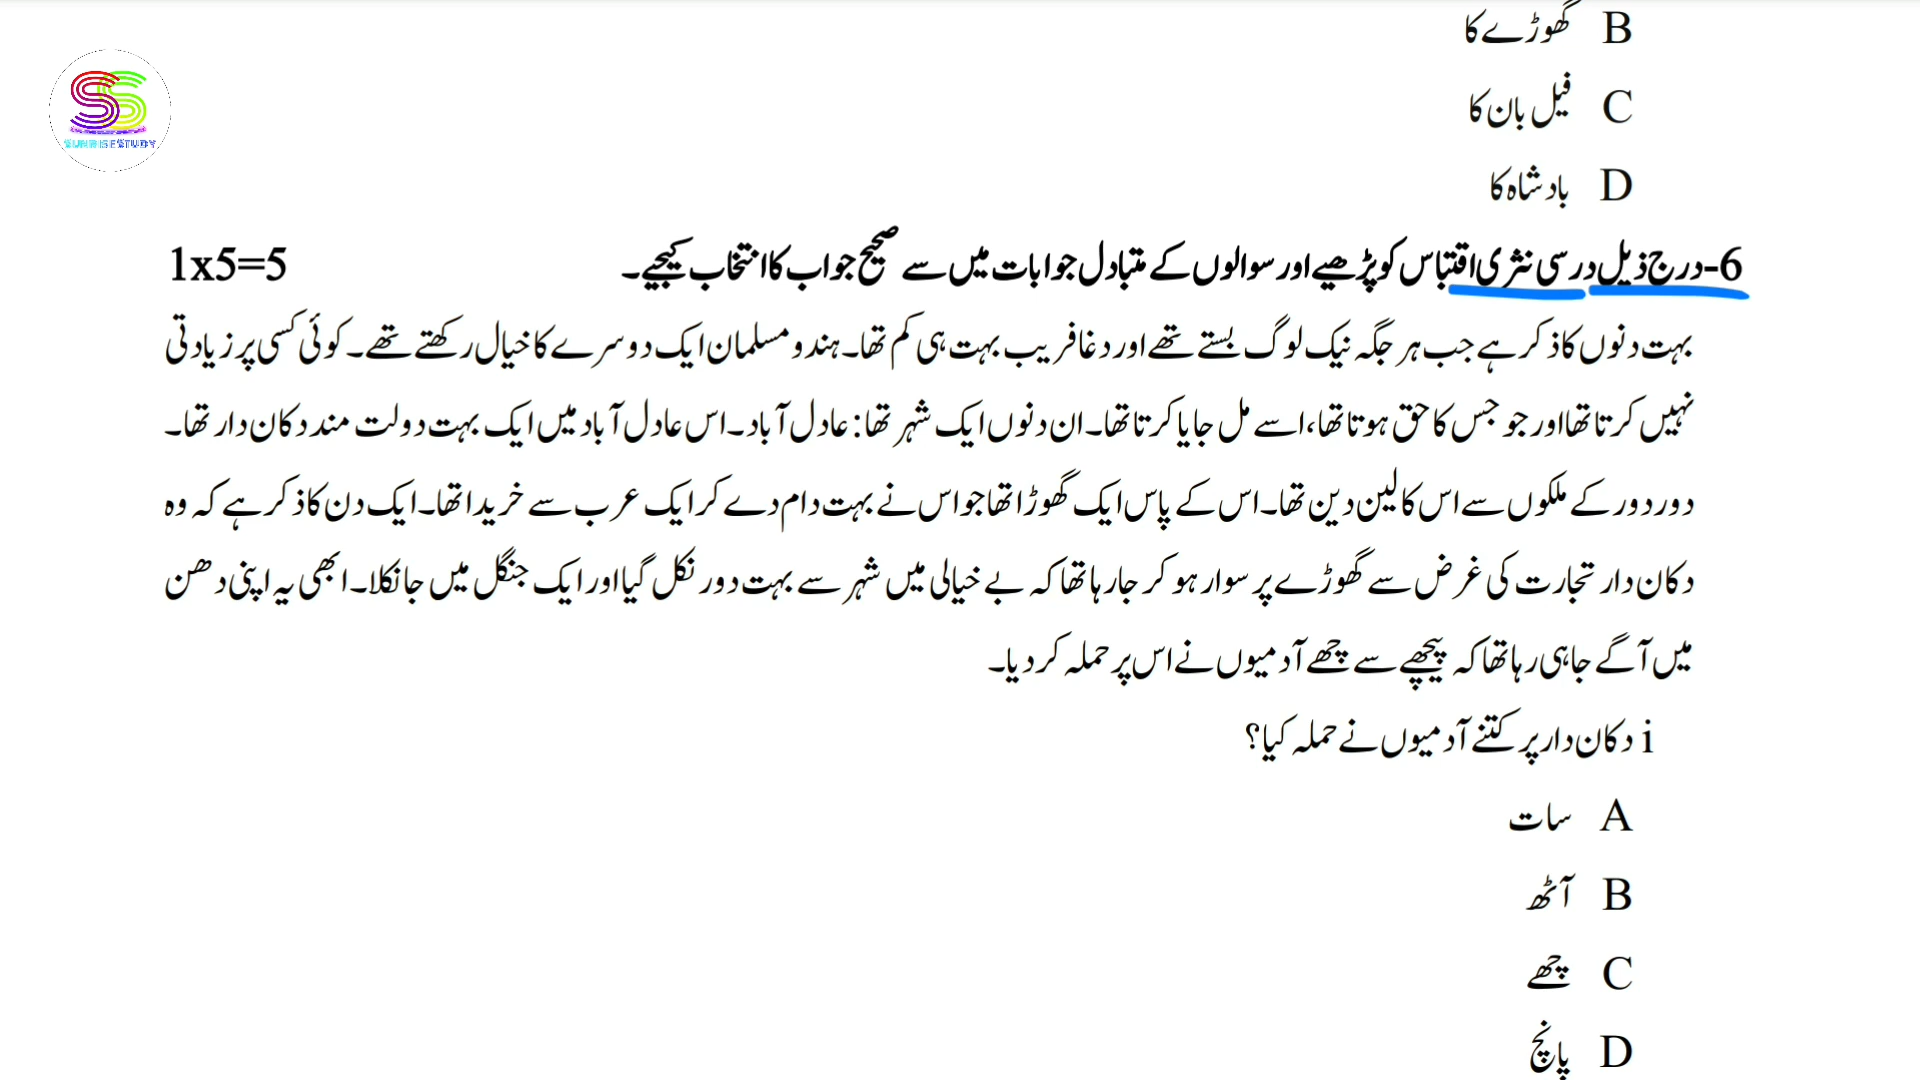 B گھوڑے کا
SUNRISESTUDY
C فیل بان کا
D بادشاہ کا
6-درج ذیل درسی نثری اقتباس کو پڑھیے اور سوالوں کے متبادل جوابات میں سے صحیح جواب کا انتخاب کیجیے۔ 1x5=5
بہت دنوں کا ذکر ہے جب ہر جگہ نیک لوگ بستے تھے اور دغا فریب بہت ہی کم تھا۔ہندو مسلمان ایک دوسرے کا خیال رکھتے تھے۔کوئی کسی پر زیادتی
نہیں کرتا تھا اور جو جس کا حق ہوتا تھا، اسے مل جایا کرتا تھا۔ان دنوں ایک شہر تھا: عادل آباد۔اس عادل آباد میں ایک بہت دولت مند دکان دار تھا۔
دور دور کے ملکوں سے اس کا لین دین تھا۔اس کے پاس ایک گھوڑا تھا جو اس نے بہت دام دے کر ایک عرب سے خریدا تھا۔ایک دن کا ذکر ہے کہ وہ
دکان دار تجارت کی غرض سے گھوڑے پر سوار ہو کر جا رہا تھا کہ بے خیالی میں شہر سے بہت دور نکل گیا اور ایک جنگل میں جا نکلا۔ابھی یہ اپنی دھن
میں آگے جا ہی رہا تھا کہ پیچھے سے چھے آدمیوں نے اس پر حملہ کر دیا۔
i دکان دار پر کتنے آدمیوں نے حملہ کیا؟
A سات
B آٹھ
C چھے
D پانچ